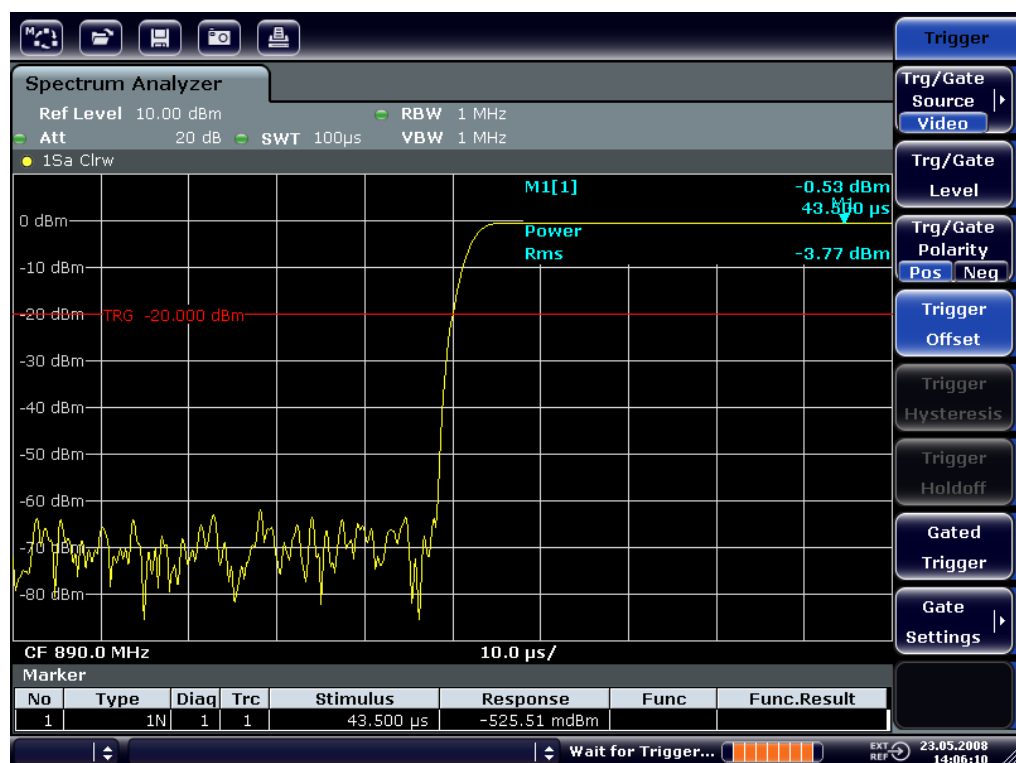 Trigger
Spectrum Analyzer
Ref Level 10.00 dBm RBW 1 MHz
Att 20 dB SWT 100µs VBW 1 MHz
1Sa Clrw
M1[1] -0.53 dBm
43.500 µs
M1
Power
Rms -3.77 dBm
0 dBm
-10 dBm
-20 dBm TRG -20.000 dBm
-30 dBm
-40 dBm
-50 dBm
-60 dBm
-70 dBm
-80 dBm
CF 890.0 MHz 10.0 µs/
Marker
No Type Diag Trc Stimulus Response Func Func.Result
1 1N 1 1 43.500 µs -525.51 mdBm
Wait for Trigger...
EXT
REF
23.05.2008
14:06:10
Trg/Gate
Source
Video
Trg/Gate
Level
Trg/Gate
Polarity
Pos Neg
Trigger
Offset
Trigger
Hysteresis
Trigger
Holdoff
Gated
Trigger
Gate
Settings